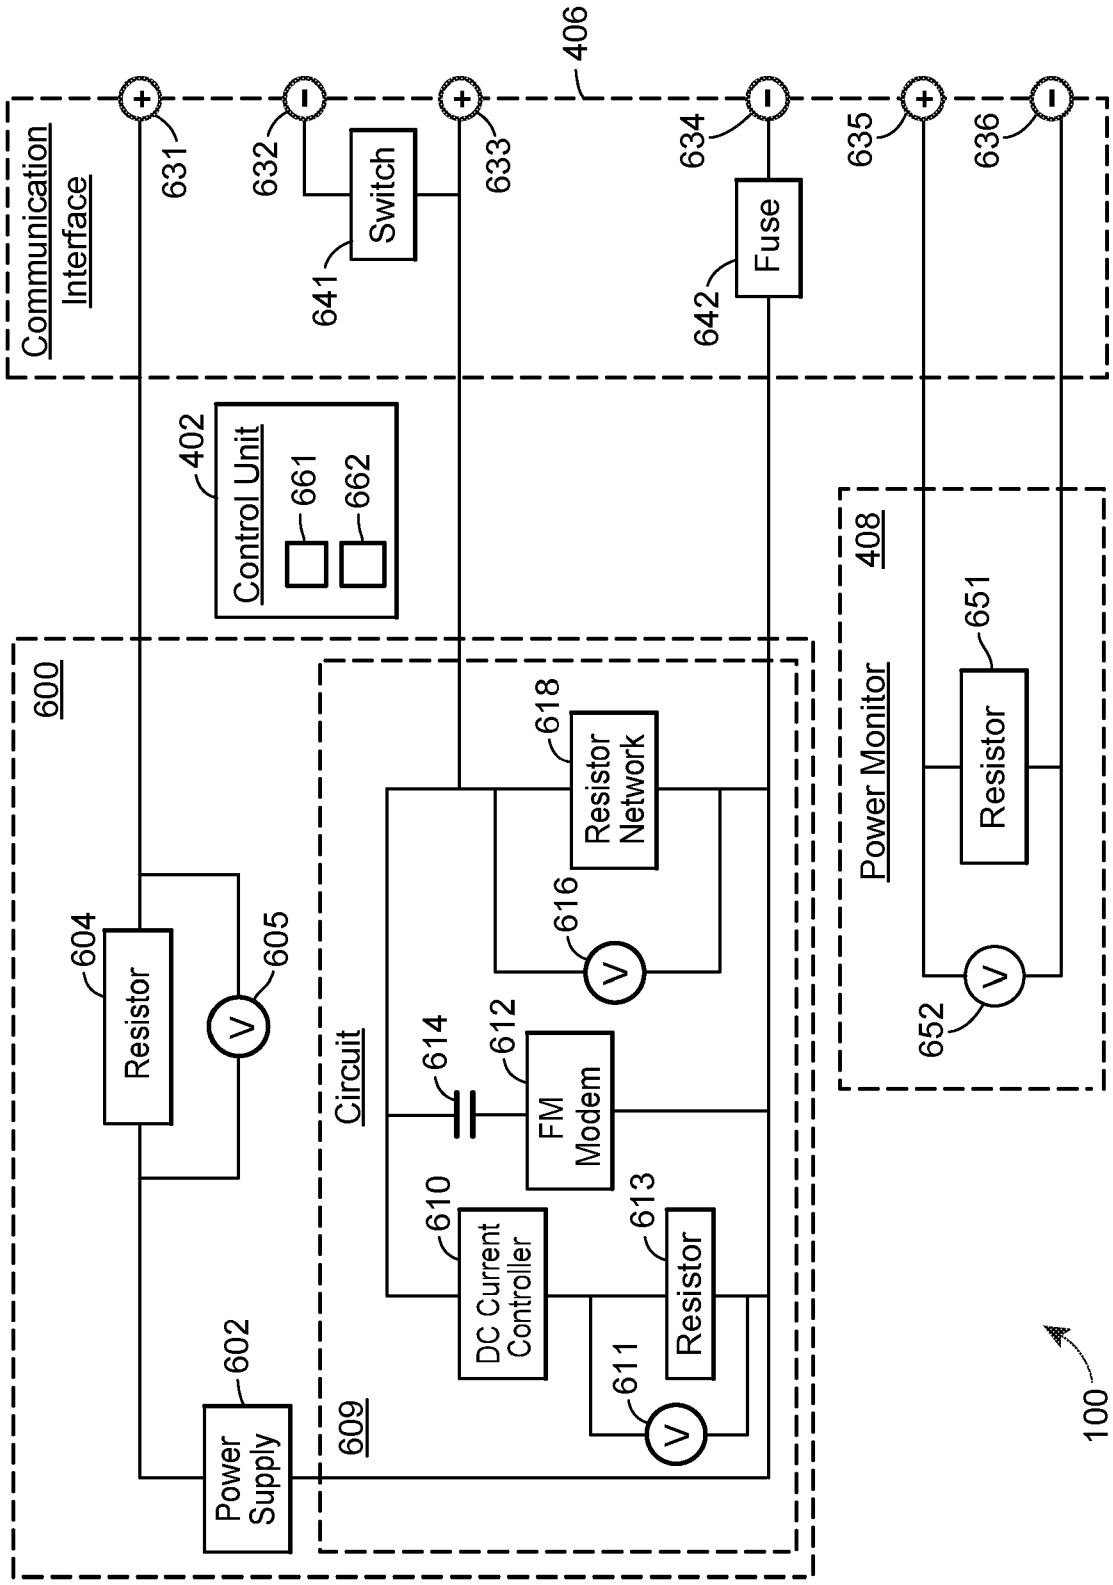 600
Power
Supply
602
Resistor
604
V
605
609
Circuit
DC Current
Controller
610
V
611
Resistor
613
614
FM
Modem
612
V
616
Resistor
Network
618
Control Unit
402
661
662
Communication
Interface
406
+
631
−
632
Switch
641
+
633
−
634
Fuse
642
+
635
−
636
Power Monitor
408
V
652
Resistor
651
100